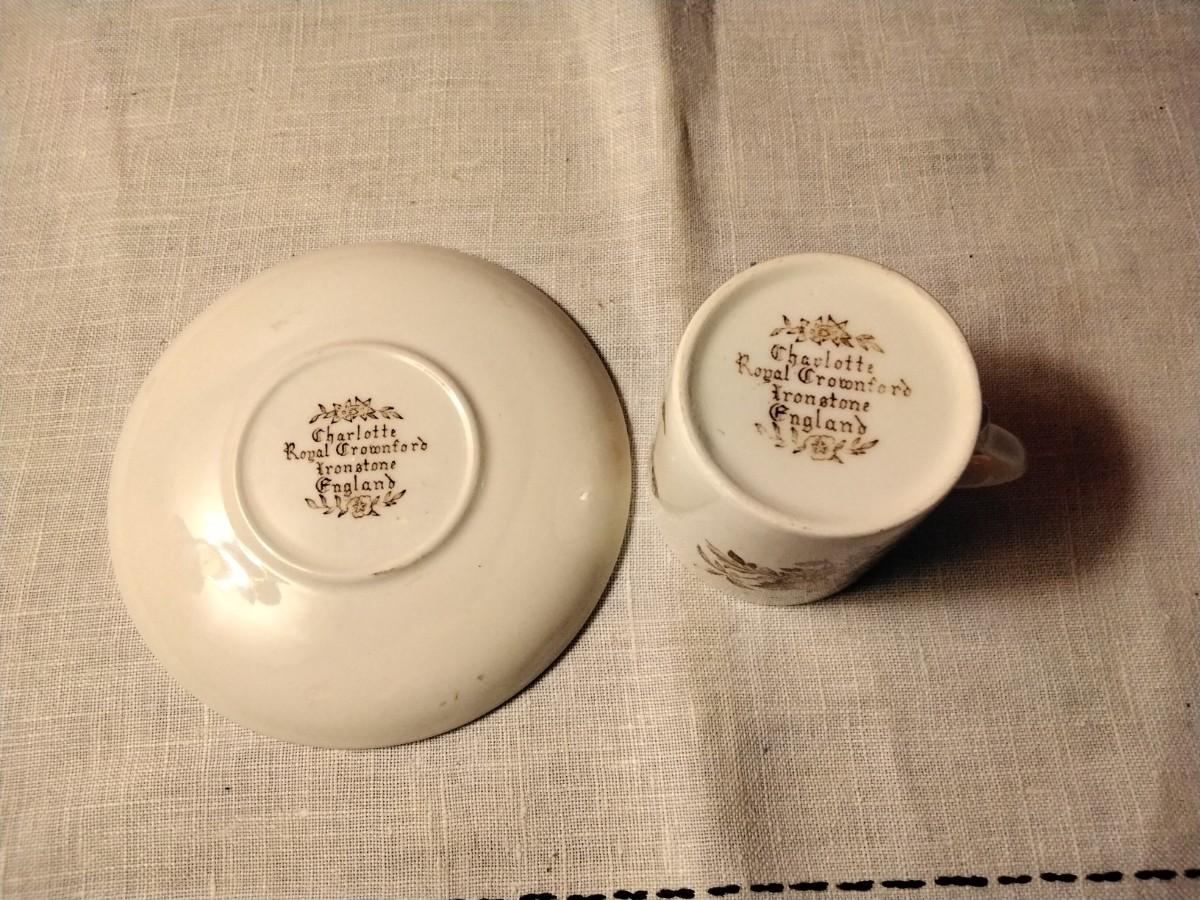 Charlotte
Royal Crownford
Ironstone
England
Charlotte
Royal Crownford
Ironstone
England